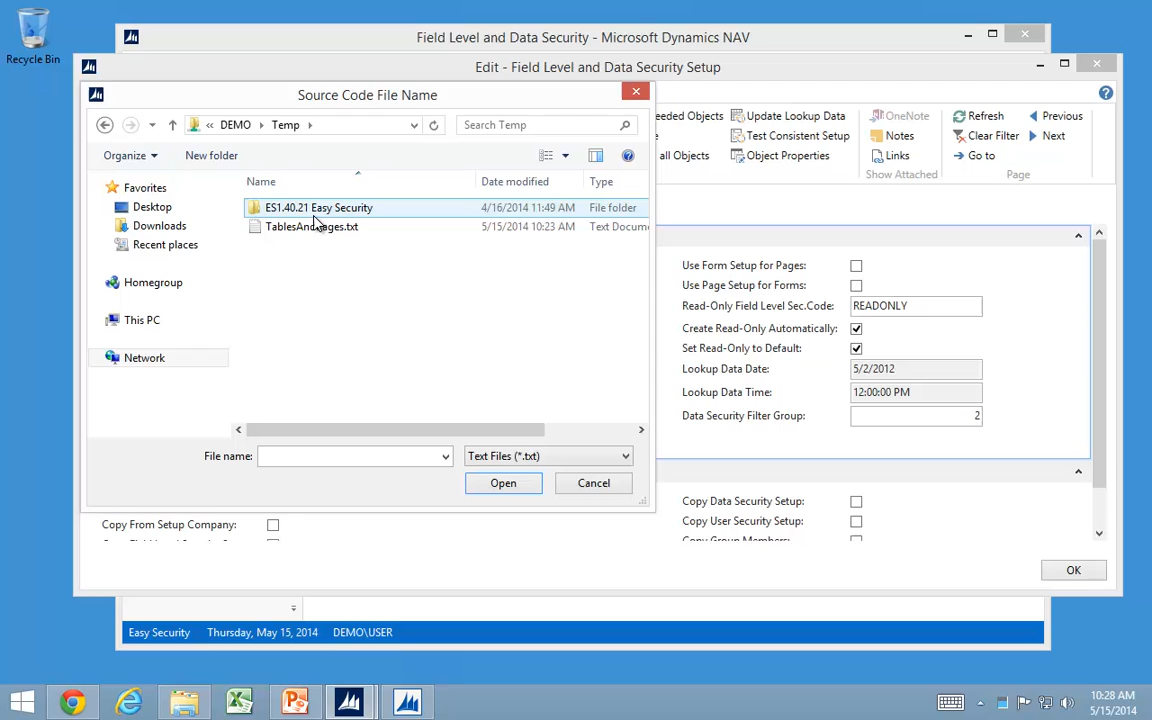 Recycle Bin
Field Level and Data Security - Microsoft Dynamics NAV
Edit - Field Level and Data Security Setup
Source Code File Name
« DEMO Temp
Search Temp
Organize
New folder
Favorites
Desktop
Downloads
Recent places
Homegroup
This PC
Network
Name
Date modified
Type
ES1.40.21 Easy Security
4/16/2014 11:49 AM
File folder
5/15/2014 10:23 AM
Text Docum
File name:
Text Files (*.txt)
Open
Cancel
eeded Objects
all Objects
Update Lookup Data
Test Consistent Setup
Object Properties
OneNote
Notes
Links
Show Attached
Refresh
Clear Filter
Go to
Previous
Next
Page
Use Form Setup for Pages:
Use Page Setup for Forms:
Read-Only Field Level Sec.Code:
READONLY
Create Read-Only Automatically:
Set Read-Only to Default:
Lookup Data Date:
5/2/2012
Lookup Data Time:
12:00:00 PM
Data Security Filter Group:
2
Copy From Setup Company:
Copy Data Security Setup:
Copy User Security Setup:
Copy Group Members:
OK
Easy Security
Thursday, May 15, 2014
DEMO\USER
10:28 AM
5/15/2014